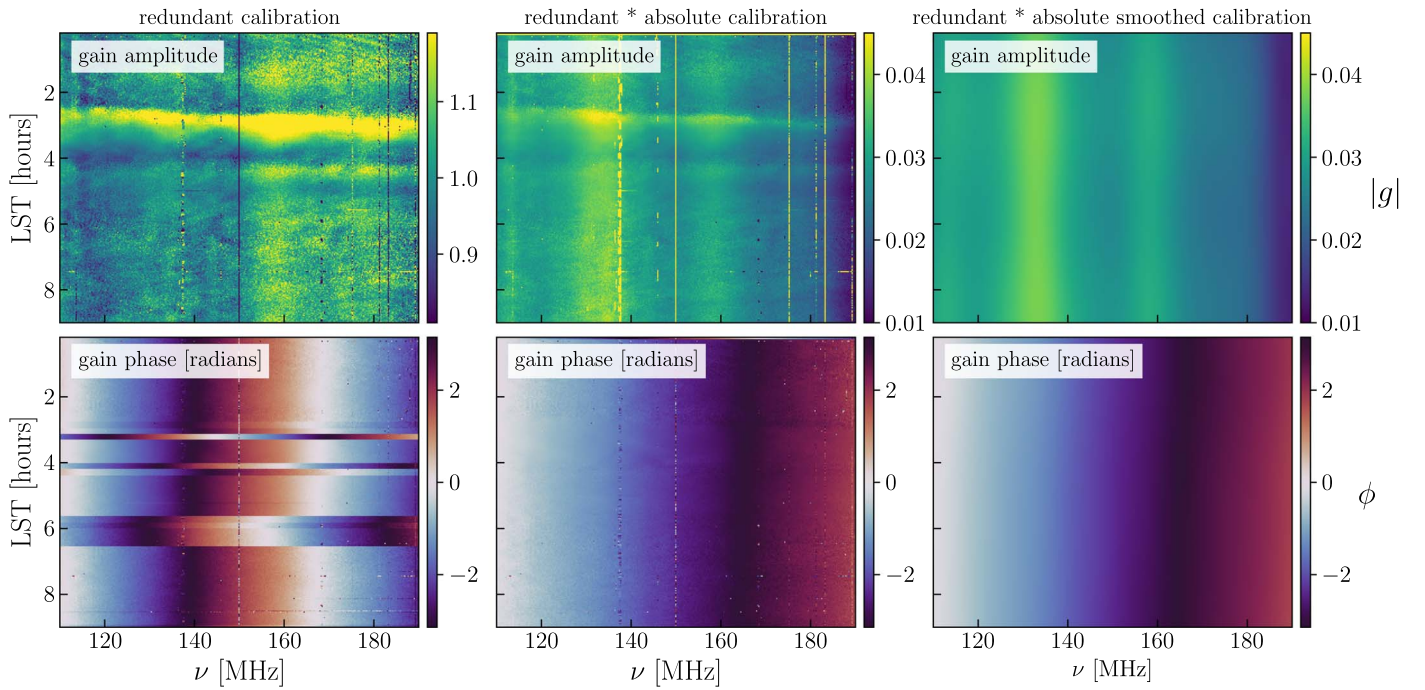 redundant calibration
redundant * absolute calibration
redundant * absolute smoothed calibration
gain amplitude
gain amplitude
gain amplitude
LST [hours]
2
4
6
8
1.1
1.0
0.9
0.04
0.03
0.02
0.01
0.04
0.03
0.02
0.01
|g|
gain phase [radians]
gain phase [radians]
gain phase [radians]
LST [hours]
2
4
6
8
2
0
−2
2
0
−2
2
0
−2
ϕ
120 140 160 180
120 140 160 180
120 140 160 180
ν [MHz]
ν [MHz]
ν [MHz]